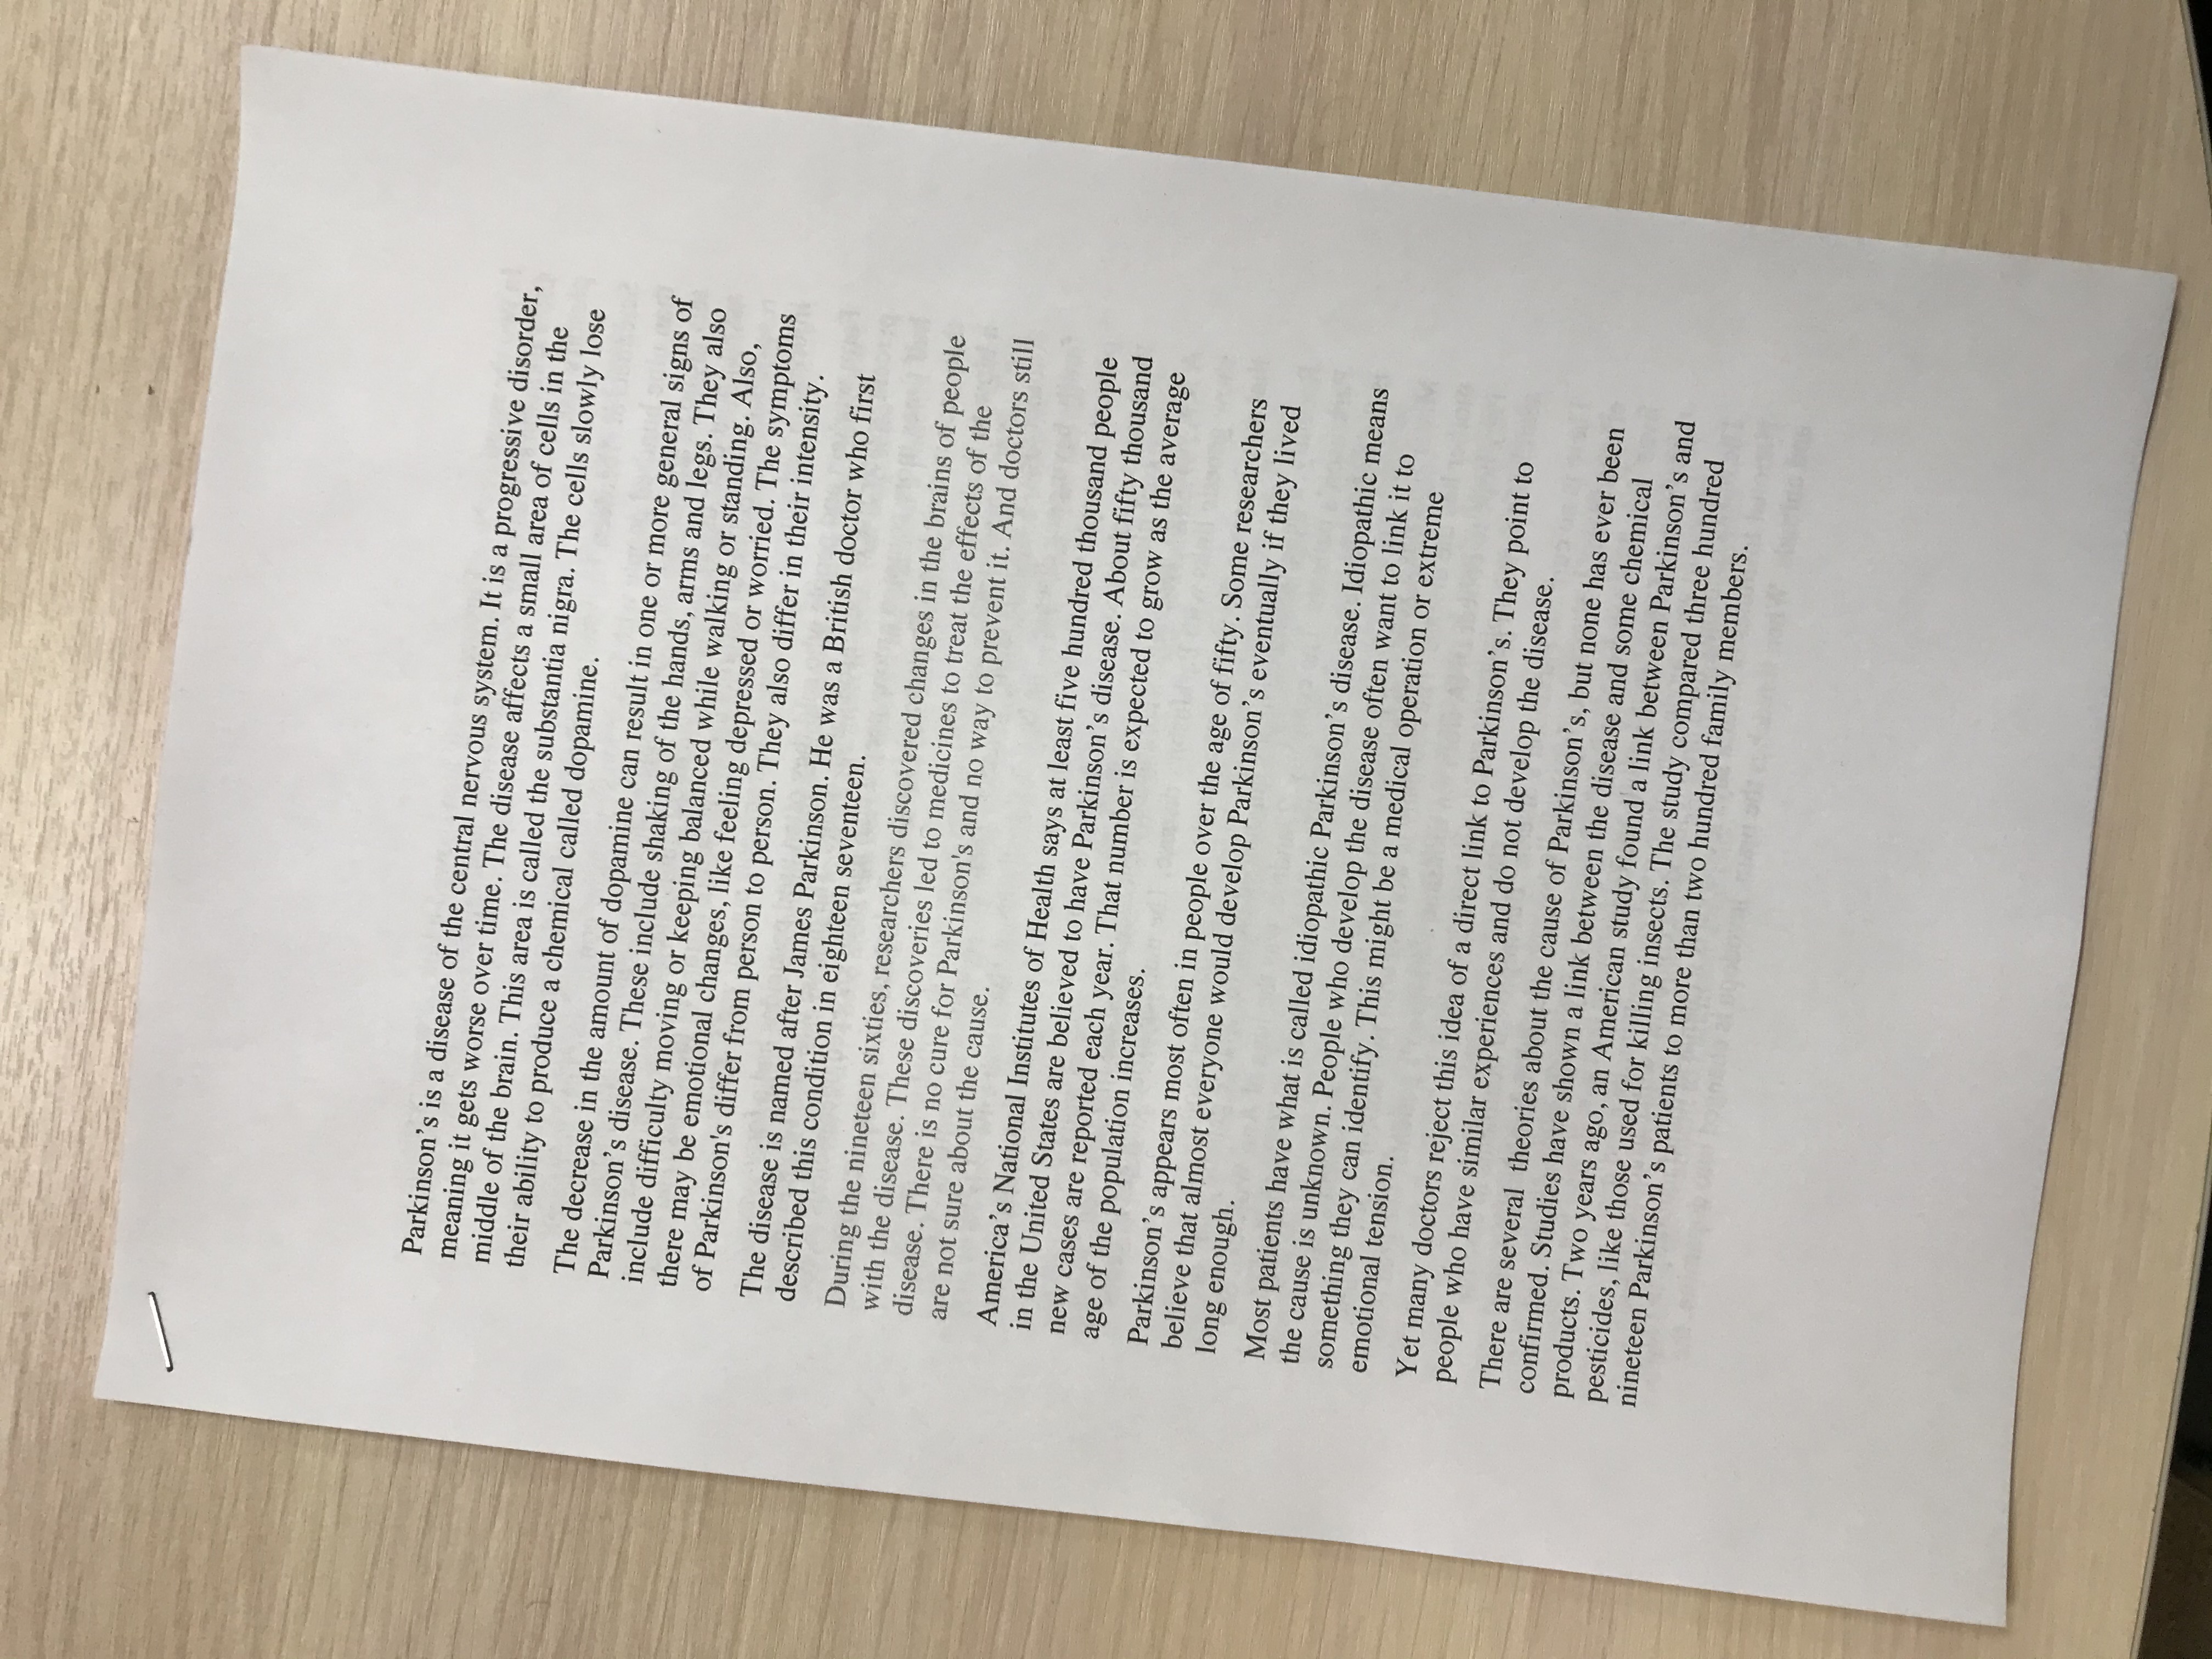 Parkinson’s is a disease of the central nervous system. It is a progressive disorder,
meaning it gets worse over time. The disease affects a small area of cells in the
middle of the brain. This area is called the substantia nigra. The cells slowly lose
their ability to produce a chemical called dopamine.
The decrease in the amount of dopamine can result in one or more general signs of
Parkinson’s disease. These include shaking of the hands, arms and legs. They also
include difficulty moving or keeping balanced while walking or standing. Also,
there may be emotional changes, like feeling depressed or worried. The symptoms
of Parkinson's differ from person to person. They also differ in their intensity.
The disease is named after James Parkinson. He was a British doctor who first
described this condition in eighteen seventeen.
During the nineteen sixties, researchers discovered changes in the brains of people
with the disease. These discoveries led to medicines to treat the effects of the
disease. There is no cure for Parkinson's and no way to prevent it. And doctors still
are not sure about the cause.
America’s National Institutes of Health says at least five hundred thousand people
in the United States are believed to have Parkinson’s disease. About fifty thousand
new cases are reported each year. That number is expected to grow as the average
age of the population increases.
Parkinson’s appears most often in people over the age of fifty. Some researchers
believe that almost everyone would develop Parkinson’s eventually if they lived
long enough.
Most patients have what is called idiopathic Parkinson’s disease. Idiopathic means
the cause is unknown. People who develop the disease often want to link it to
something they can identify. This might be a medical operation or extreme
emotional tension.
Yet many doctors reject this idea of a direct link to Parkinson’s. They point to
people who have similar experiences and do not develop the disease.
There are several  theories about the cause of Parkinson’s, but none has ever been
confirmed. Studies have shown a link between the disease and some chemical
products. Two years ago, an American study found a link between Parkinson’s and
pesticides, like those used for killing insects. The study compared three hundred
nineteen Parkinson’s patients to more than two hundred family members.